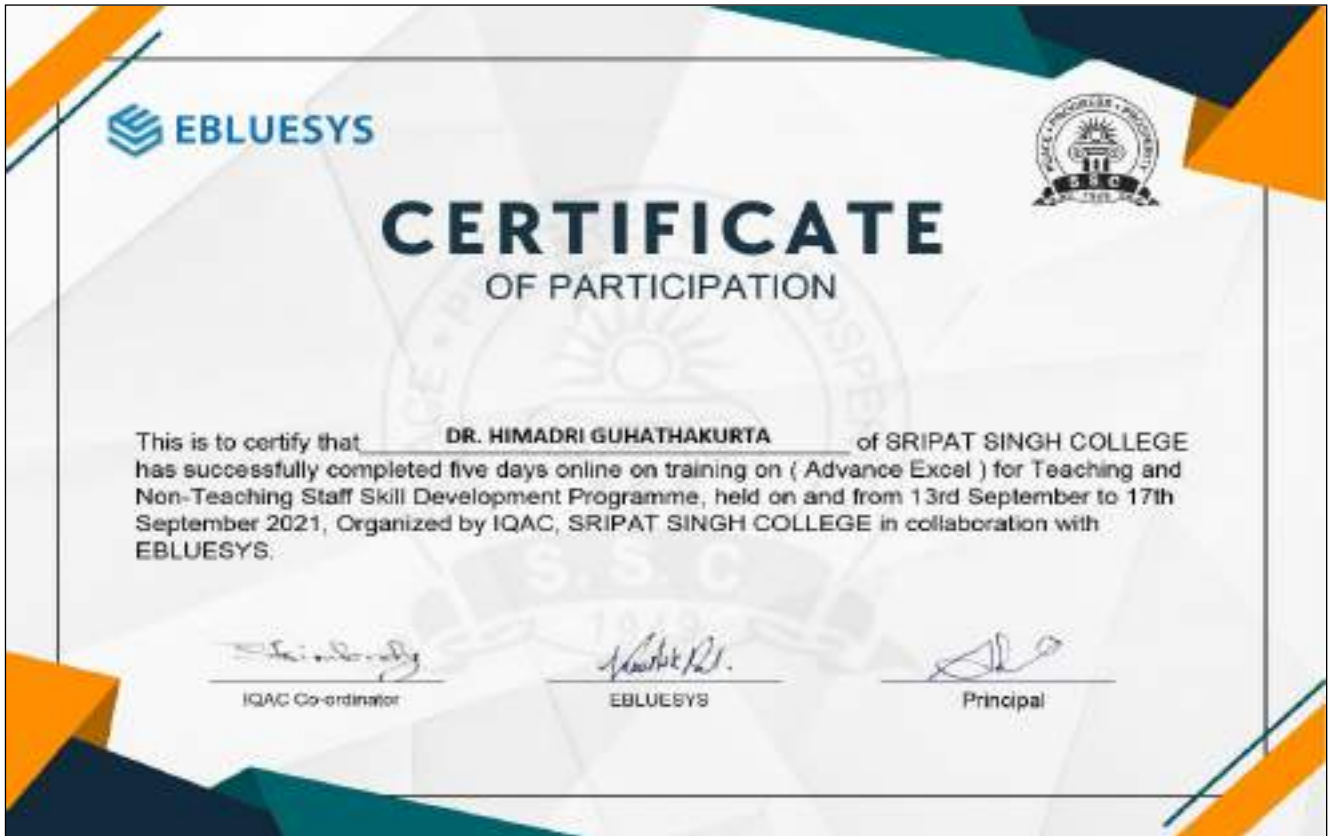 EBLUESYS
PEACE • PROGRESS • PROSPERITY
S S C
CERTIFICATE
OF PARTICIPATION
This is to certify that DR. HIMADRI GUHATHAKURTA of SRIPAT SINGH COLLEGE
has successfully completed five days online on training on ( Advance Excel ) for Teaching and
Non-Teaching Staff Skill Development Programme, held on and from 13rd September to 17th
September 2021, Organized by IQAC, SRIPAT SINGH COLLEGE in collaboration with
EBLUESYS.
S. S. C
IQAC Co-ordinator
EBLUESYS
Principal